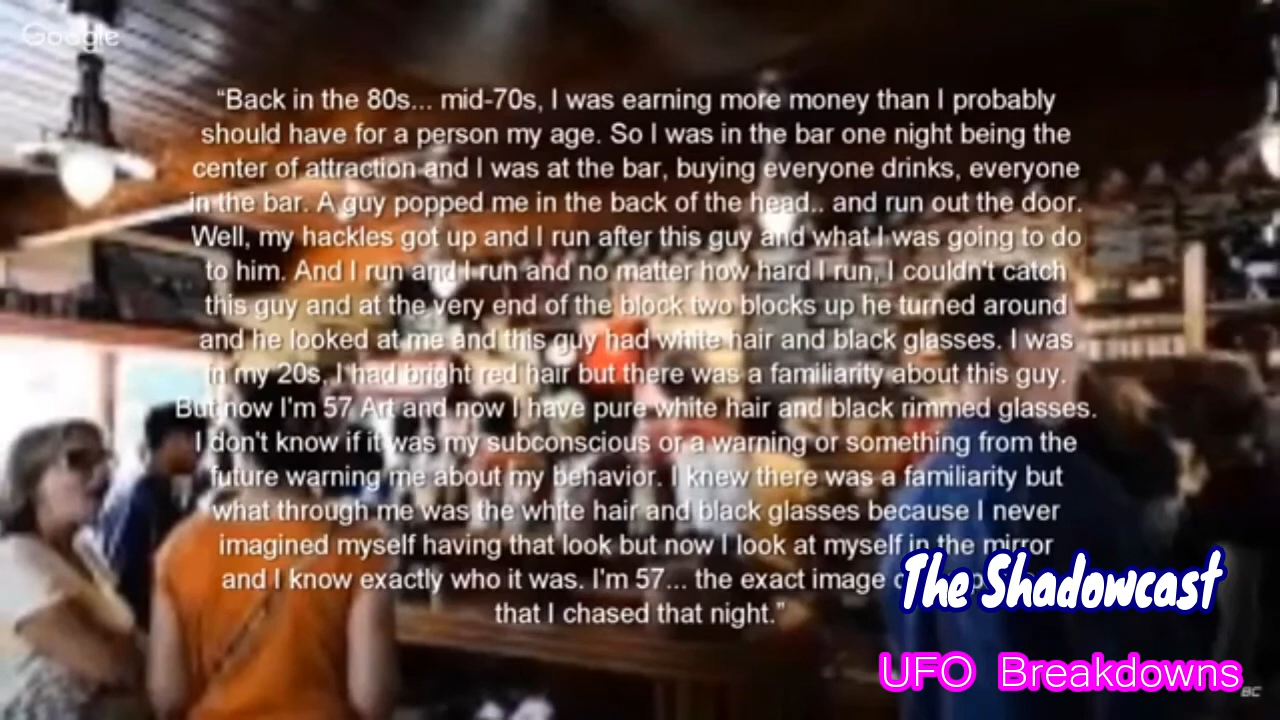 Google
“Back in the 80s... mid-70s, I was earning more money than I probably
should have for a person my age. So I was in the bar one night being the
center of attraction and I was at the bar, buying everyone drinks, everyone
in the bar. A guy popped me in the back of the head.. and run out the door.
Well, my hackles got up and I run after this guy and what I was going to do
to him. And I run and I run and no matter how hard I run, I couldn't catch
this guy and at the very end of the block two blocks up he turned around
and he looked at me and this guy had white hair and black glasses. I was
in my 20s, I had bright red hair but there was a familiarity about this guy.
But now I'm 57 Art and now I have pure white hair and black rimmed glasses.
I don't know if it was my subconscious or a warning or something from the
future warning me about my behavior. I knew there was a familiarity but
what through me was the white hair and black glasses because I never
imagined myself having that look but now I look at myself in the mirror
and I know exactly who it was. I'm 57... the exact image
that I chased that night.”
The Shadowcast
UFO Breakdowns
BC